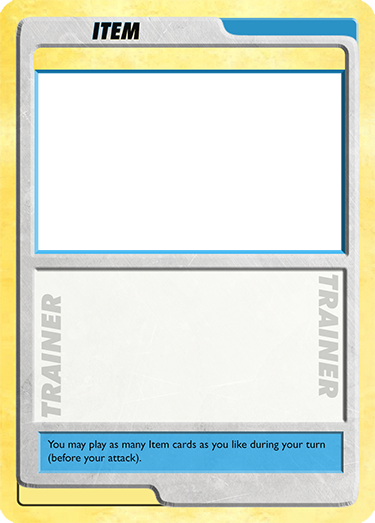 ITEM
TRAINER
TRAINER
You may play as many Item cards as you like during your turn
(before your attack).